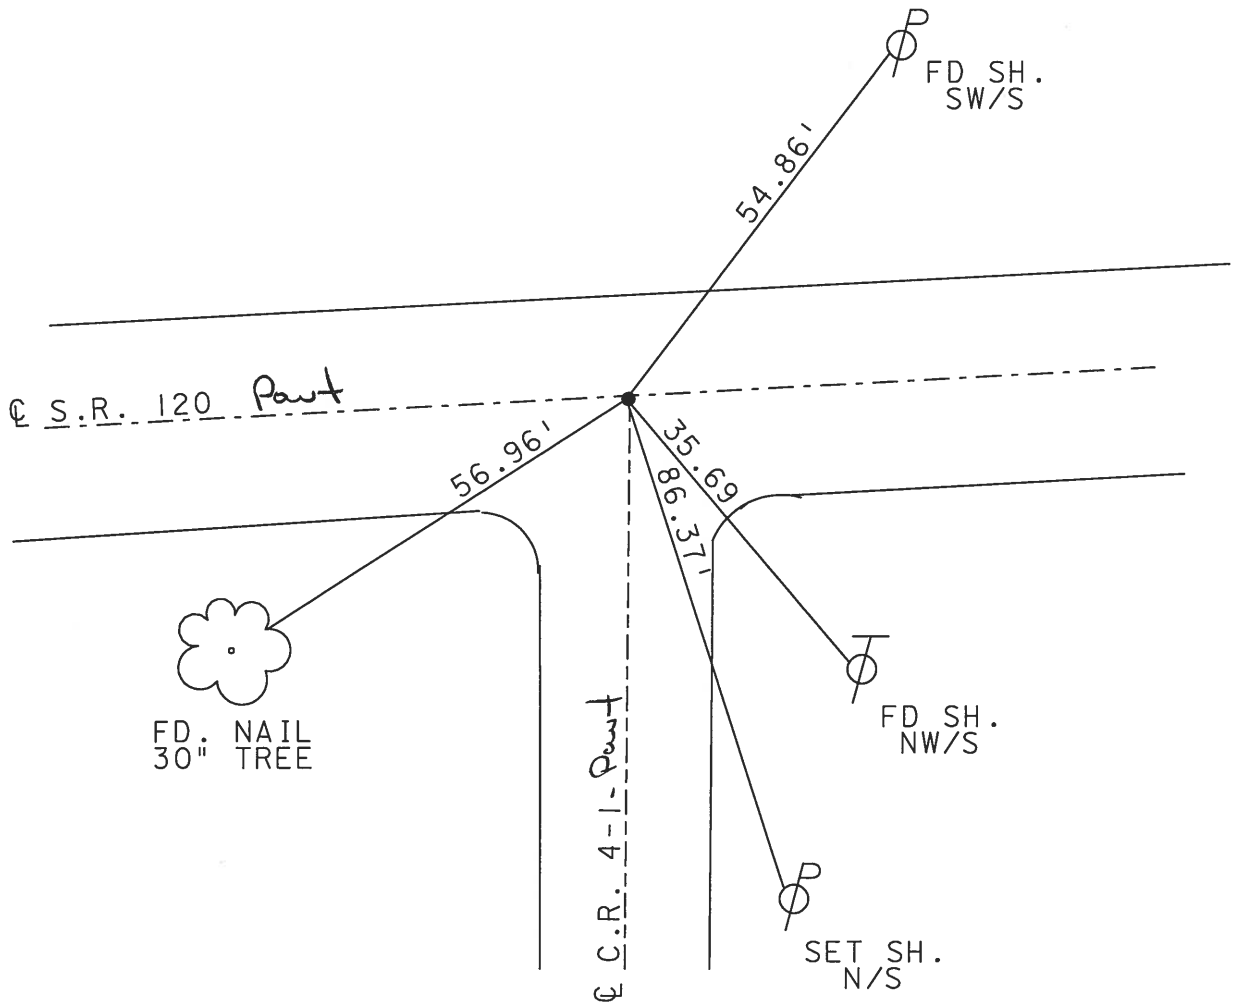 P
FD SH.
SW/S
54.86'
℄ S.R. 120 Pavt
56.96'
35.69
86.37'
T
FD SH.
NW/S
FD. NAIL
30" TREE
℄ C.R. 4-1- Pavt
P
SET SH.
N/S